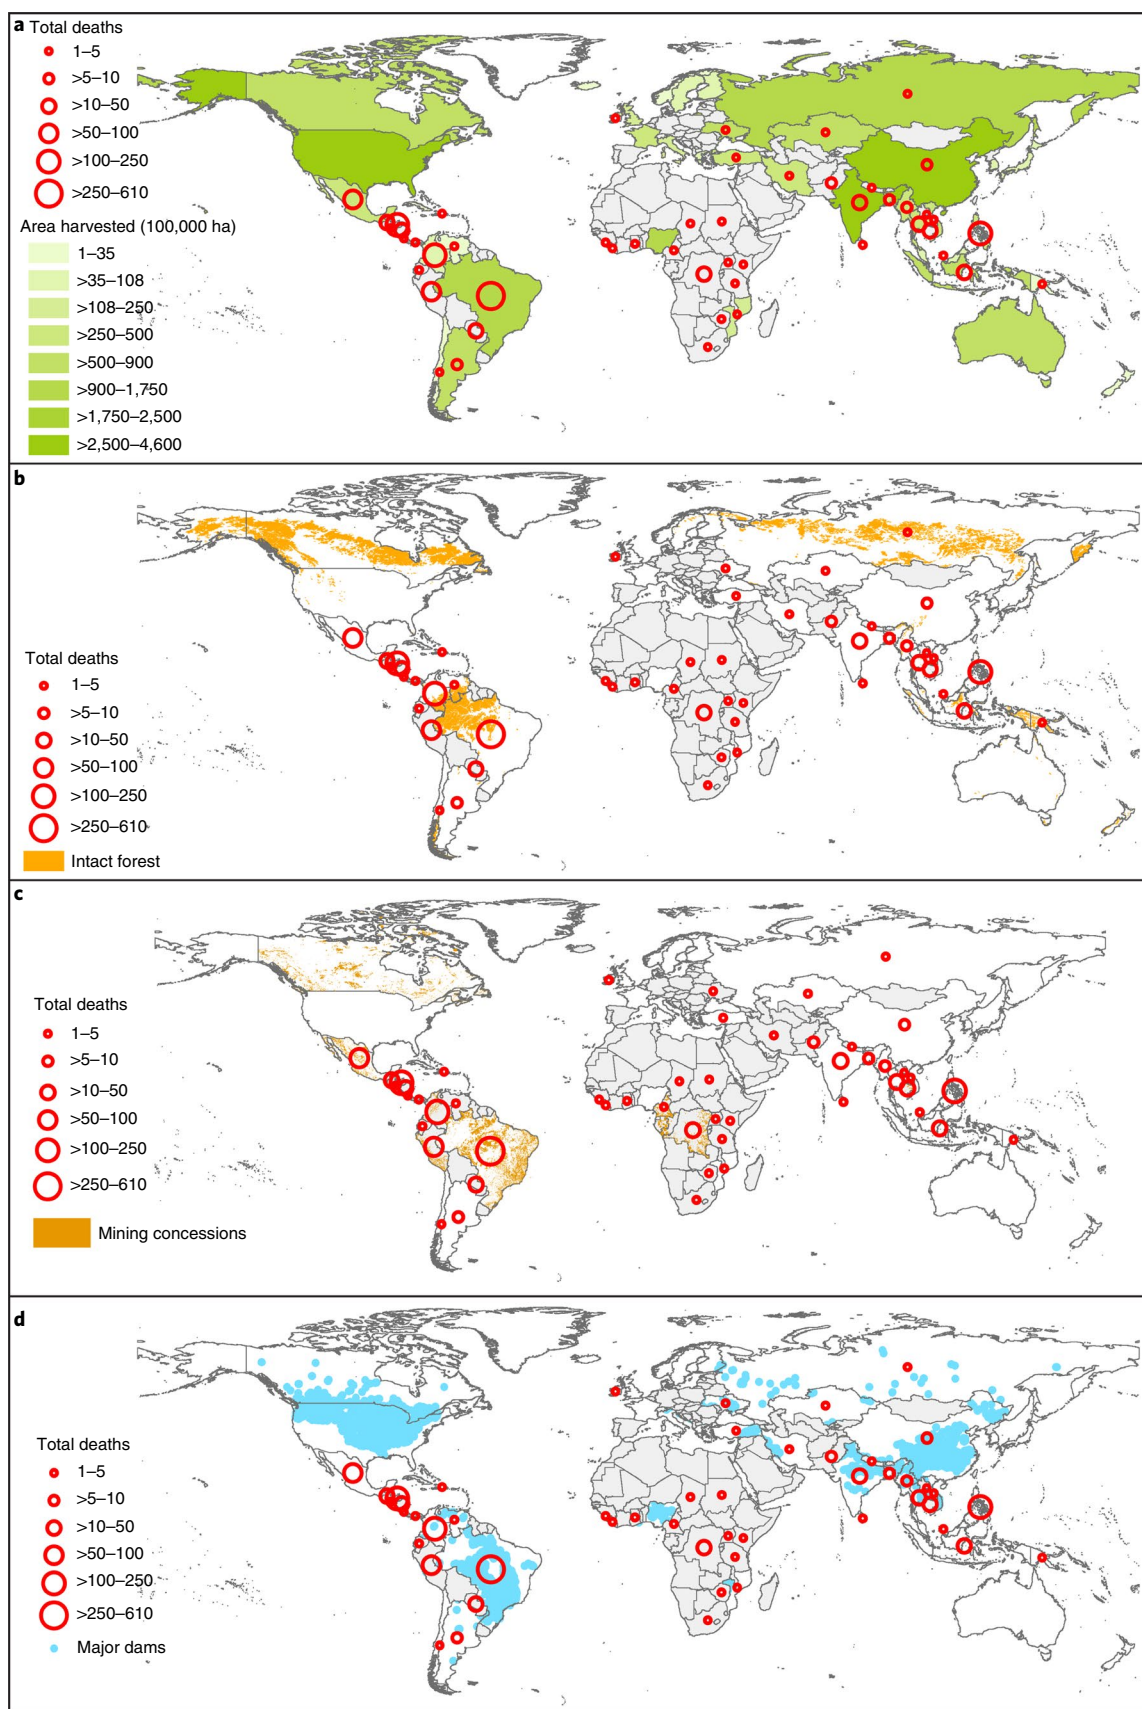 a
Total deaths
1–5
>5–10
>10–50
>50–100
>100–250
>250–610
Area harvested (100,000 ha)
1–35
>35–108
>108–250
>250–500
>500–900
>900–1,750
>1,750–2,500
>2,500–4,600
b
Total deaths
1–5
>5–10
>10–50
>50–100
>100–250
>250–610
Intact forest
c
Total deaths
1–5
>5–10
>10–50
>50–100
>100–250
>250–610
Mining concessions
d
Total deaths
1–5
>5–10
>10–50
>50–100
>100–250
>250–610
Major dams